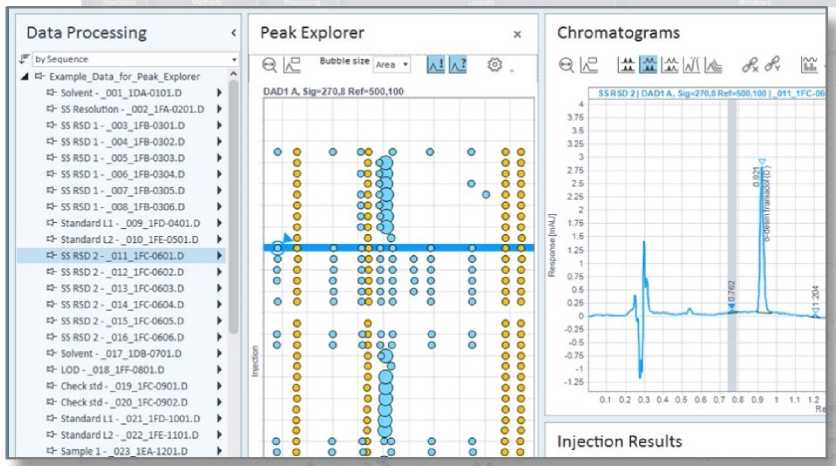 Data Processing
by Sequence
Example_Data_for_Peak_Explorer
Solvent - _001_1DA-0101.D
SS Resolution - _002_1FA-0201.D
SS RSD 1 - _003_1FB-0301.D
SS RSD 1 - _004_1FB-0302.D
SS RSD 1 - _005_1FB-0303.D
SS RSD 1 - _006_1FB-0304.D
SS RSD 1 - _007_1FB-0305.D
SS RSD 1 - _008_1FB-0306.D
Standard L1 - _009_1FD-0401.D
Standard L2 - _010_1FE-0501.D
SS RSD 2 - _011_1FC-0601.D
SS RSD 2 - _012_1FC-0602.D
SS RSD 2 - _013_1FC-0603.D
SS RSD 2 - _014_1FC-0604.D
SS RSD 2 - _015_1FC-0605.D
SS RSD 2 - _016_1FC-0606.D
Solvent - _017_1DB-0701.D
LOD - _018_1FF-0801.D
Check std - _019_1FC-0901.D
Check std - _020_1FC-0902.D
Standard L1 - _021_1FD-1001.D
Standard L2 - _022_1FE-1101.D
Sample 1 - _023_1EA-1201.D
Peak Explorer
Bubble size Area
DAD1 A, Sig=270,8 Ref=500,100
Injection
Chromatograms
SS RSD 2 | DAD1 A, Sig=270,8 Ref=500,100 | _011_1FC-06
Response [mAU]
4
3.75
3.5
3.25
3
2.75
2.5
2.25
2
1.75
1.5
1.25
1
0.75
0.5
0.25
0
-0.25
-0.5
-0.75
-1
-1.25
0.762
0.921
1.204
0.1 0.2 0.3 0.4 0.5 0.6 0.7 0.8 0.9 1 1.1 1.2
Re
Injection Results